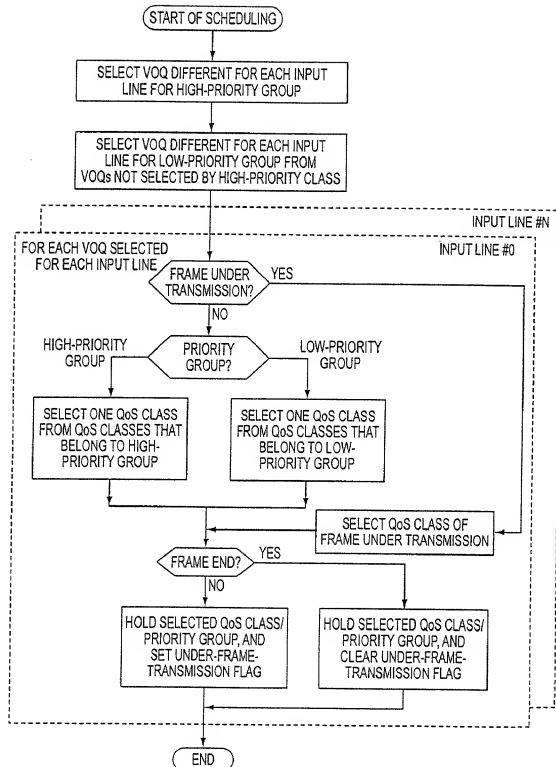 START OF SCHEDULING
SELECT VOQ DIFFERENT FOR EACH INPUT
LINE FOR HIGH-PRIORITY GROUP
SELECT VOQ DIFFERENT FOR EACH INPUT
LINE FOR LOW-PRIORITY GROUP FROM
VOQs NOT SELECTED BY HIGH-PRIORITY CLASS
INPUT LINE #N
INPUT LINE #0
FOR EACH VOQ SELECTED
FOR EACH INPUT LINE
FRAME UNDER
TRANSMISSION?
YES
NO
HIGH-PRIORITY
GROUP
PRIORITY
GROUP?
LOW-PRIORITY
GROUP
SELECT ONE QoS CLASS
FROM QoS CLASSES THAT
BELONG TO HIGH-
PRIORITY GROUP
SELECT ONE QoS CLASS
FROM QoS CLASSES THAT
BELONG TO LOW-
PRIORITY GROUP
SELECT QoS CLASS OF
FRAME UNDER TRANSMISSION
FRAME END?
YES
NO
HOLD SELECTED QoS CLASS/
PRIORITY GROUP, AND
SET UNDER-FRAME-
TRANSMISSION FLAG
HOLD SELECTED QoS CLASS/
PRIORITY GROUP, AND
CLEAR UNDER-FRAME-
TRANSMISSION FLAG
END